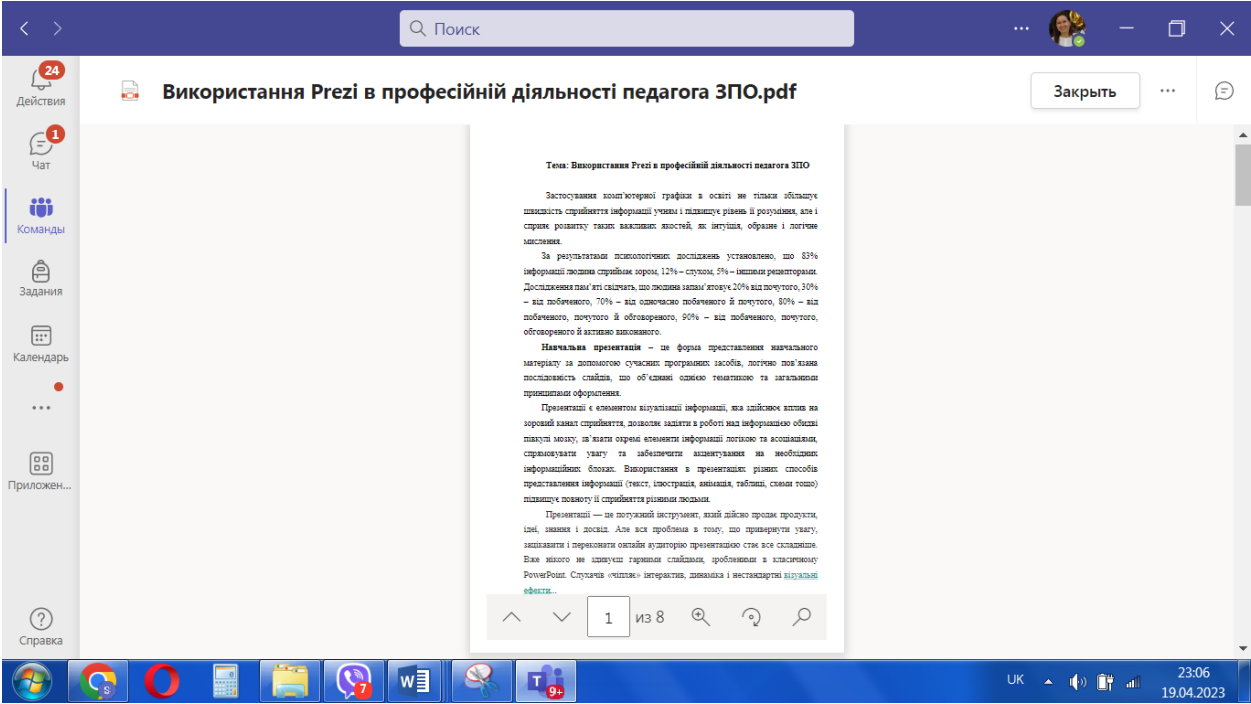 Поиск
24
Действия
1
Чат
Команды
Задания
Календарь
Приложен...
Справка
Використання Prezi в професійній діяльності педагога ЗПО.pdf
Закрыть
Тема: Використання Prezi в професійній діяльності педагога ЗПО
Застосування комп'ютерної графіки в освіті не тільки збільшує
швидкість сприйняття інформації учням і підвищує рівень її розуміння, але і
сприяє розвитку таких важливих якостей, як інтуїція, образне і логічне
мислення.
За результатами психологічних досліджень установлено, що 83%
інформації людина сприймає зором, 12% – слухом, 5% – іншими рецепторами.
Дослідження пам'яті свідчать, що людина запам'ятовує 20% від почутого, 30%
– від побаченого, 70% – від одночасно побаченого й почутого, 80% – від
побаченого, почутого й обговореного, 90% – від побаченого, почутого,
обговореного й активно виконаного.
Навчальна презентація – це форма представлення навчального
матеріалу за допомогою сучасних програмних засобів, логічно пов'язана
послідовність слайдів, що об'єднані однією тематикою та загальними
принципами оформлення.
Презентації є елементом візуалізації інформації, яка здійснює вплив на
зоровий канал сприйняття, дозволяє задіяти в роботі над інформацією обидві
півкулі мозку, зв'язати окремі елементи інформації логікою та асоціаціями,
спрямовувати увагу та забезпечити акцентування на необхідних
інформаційних блоках. Використання в презентаціях різних способів
представлення інформації (текст, ілюстрація, анімація, таблиці, схеми тощо)
підвищує повноту її сприйняття різними людьми.
Презентації — це потужний інструмент, який дійсно продає продукти,
ідеї, знання і досвід. Але вся проблема в тому, що привернути увагу,
зацікавити і переконати онлайн аудиторію презентацією стає все складніше.
Вже нікого не здивуєш гарними слайдами, зробленими в класичному
PowerPoint. Слухачів «чіпляє» інтерактив, динаміка і нестандартні візуальні
ефекти...
1 из 8
S
7
W
T
9+
UK
23:06
19.04.2023